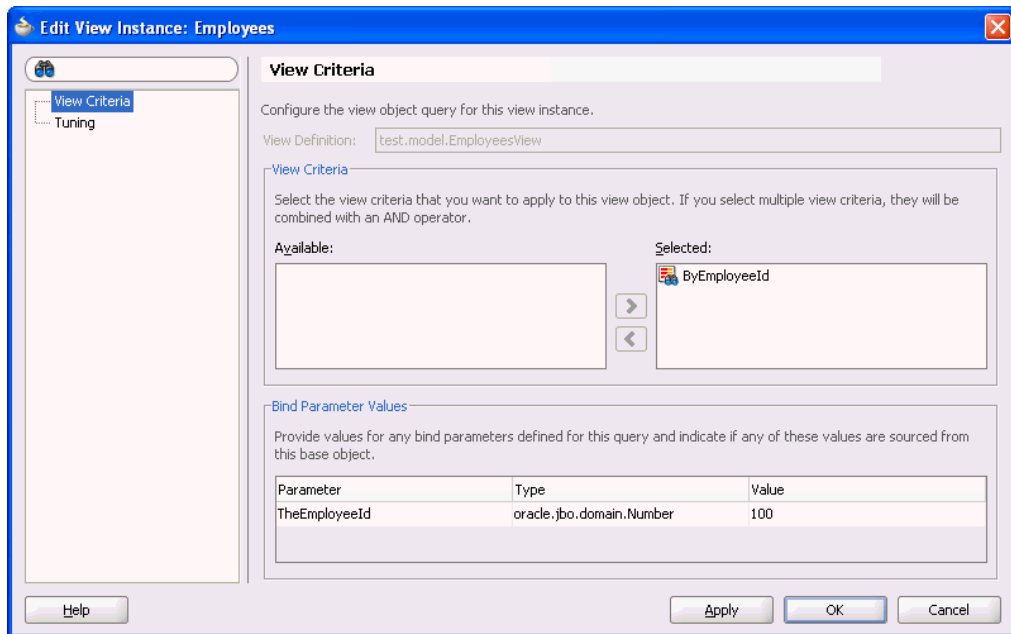 Edit View Instance: Employees
View Criteria
Tuning
View Criteria
Configure the view object query for this view instance.
View Definition: test.model.EmployeesView
View Criteria
Select the view criteria that you want to apply to this view object. If you select multiple view criteria, they will be
combined with an AND operator.
Available: Selected:
ByEmployeeId
Bind Parameter Values
Provide values for any bind parameters defined for this query and indicate if any of these values are sourced from
this base object.
Parameter Type Value
TheEmployeeId oracle.jbo.domain.Number 100
Help Apply OK Cancel